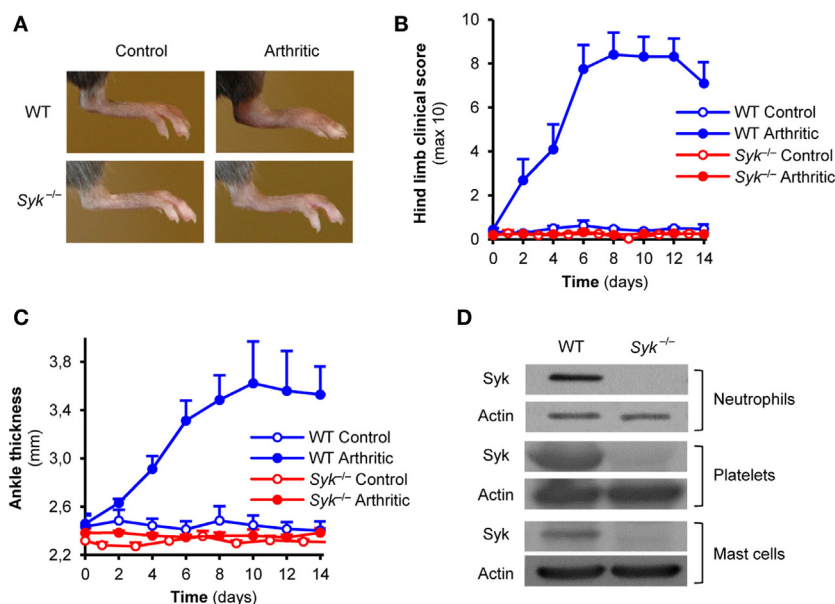 A
Control Arthritic
WT
Syk–/–
B
Hind limb clinical score
(max 10)
10
8
6
4
2
0
0 2 4 6 8 10 12 14
Time (days)
WT Control
WT Arthritic
Syk–/– Control
Syk–/– Arthritic
C
Ankle thickness
(mm)
3,8
3,4
3,0
2,6
2,2
0 2 4 6 8 10 12 14
Time (days)
WT Control
WT Arthritic
Syk–/– Control
Syk–/– Arthritic
D
WT Syk–/–
Syk
Actin
Neutrophils
Syk
Actin
Platelets
Syk
Actin
Mast cells